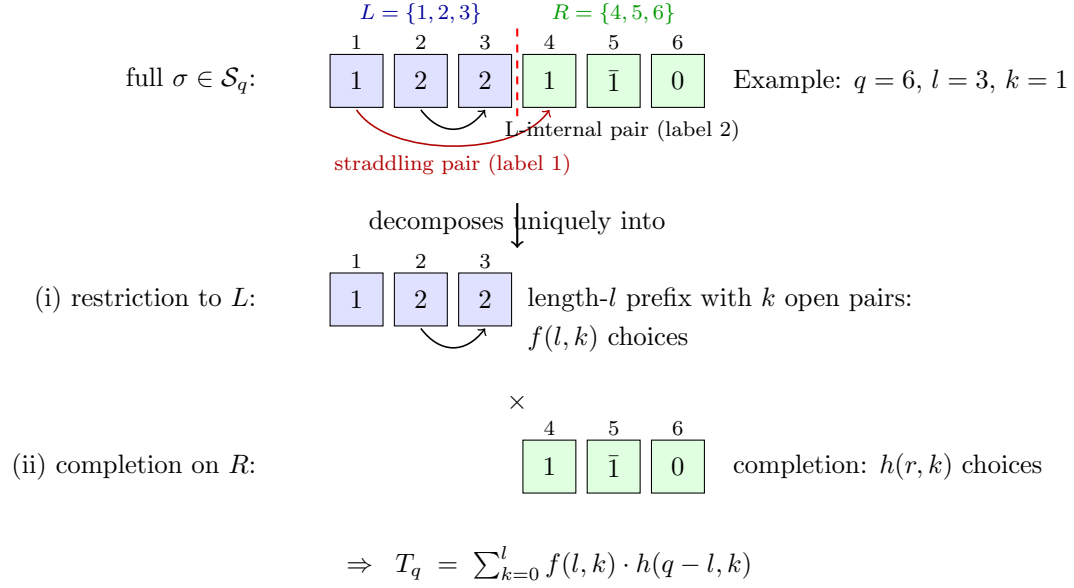 L = {1, 2, 3} R = {4, 5, 6}
1 2 3 4 5 6
full σ ∈ 𝒮_q: 1 2 2 1 1̄ 0 Example: q = 6, l = 3, k = 1
L-internal pair (label 2)
straddling pair (label 1)
decomposes uniquely into
1 2 3
(i) restriction to L: 1 2 2 length-l prefix with k open pairs:
f(l, k) choices
×
4 5 6
(ii) completion on R: 1 1̄ 0 completion: h(r, k) choices
⇒ T_q = ∑_{k=0}^{l} f(l, k) · h(q − l, k)